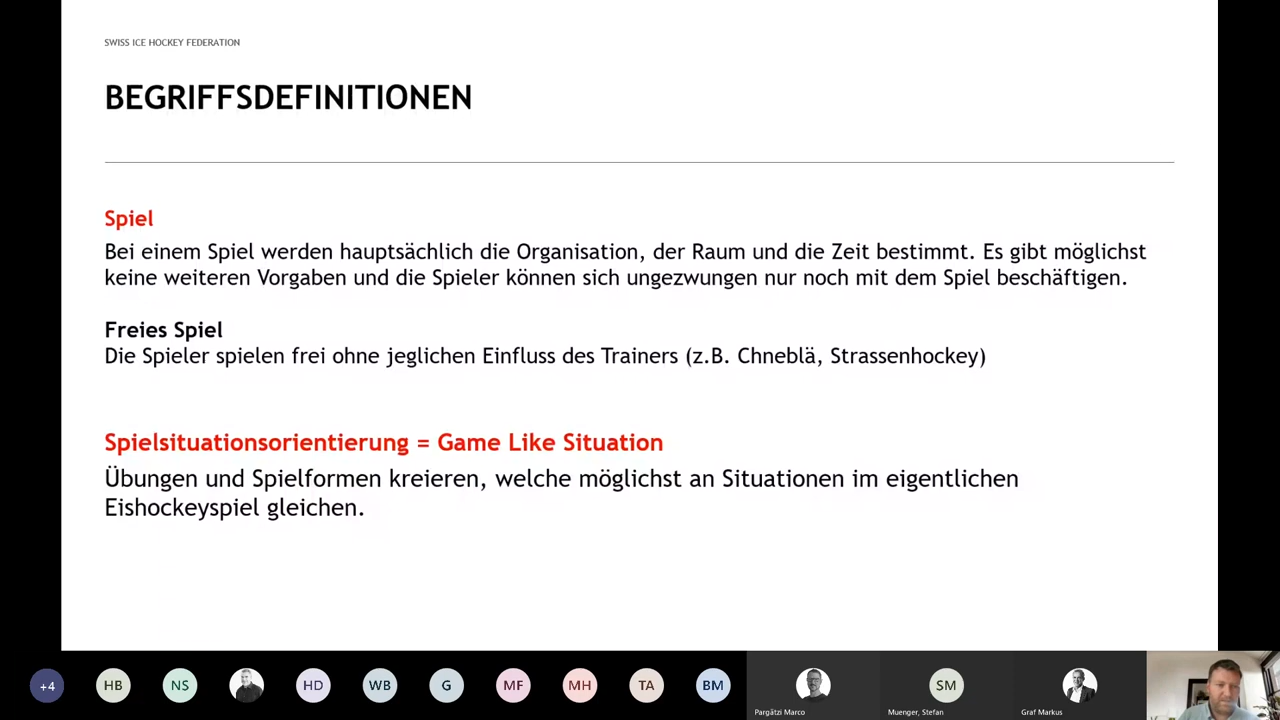 SWISS ICE HOCKEY FEDERATION
BEGRIFFSDEFINITIONEN
Spiel
Bei einem Spiel werden hauptsächlich die Organisation, der Raum und die Zeit bestimmt. Es gibt möglichst
keine weiteren Vorgaben und die Spieler können sich ungezwungen nur noch mit dem Spiel beschäftigen.
Freies Spiel
Die Spieler spielen frei ohne jeglichen Einfluss des Trainers (z.B. Chneblä, Strassenhockey)
Spielsituationsorientierung = Game Like Situation
Übungen und Spielformen kreieren, welche möglichst an Situationen im eigentlichen
Eishockeyspiel gleichen.
+4 HB NS HD WB G MF MH TA BM SM
Pargätzi Marco Muenger, Stefan Graf Markus